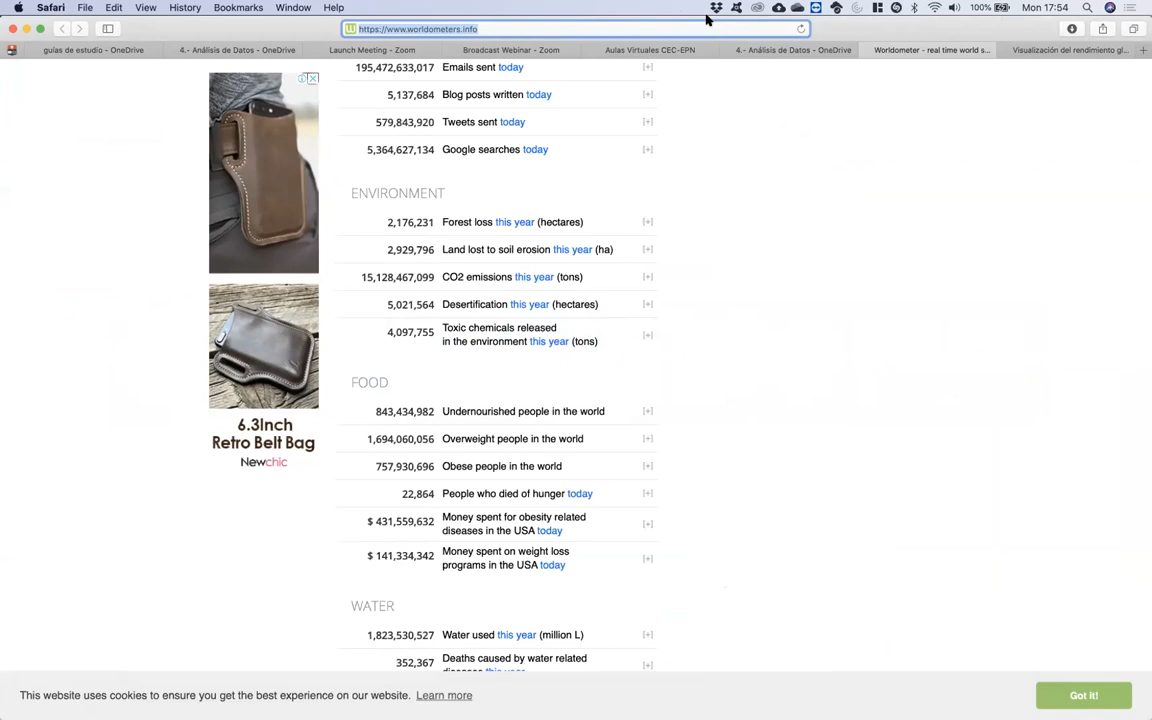 Safari File Edit View History Bookmarks Window Help 100% Mon 17:54
https://www.worldometers.info
guías de estudio - OneDrive 4.- Análisis de Datos - OneDrive Launch Meeting - Zoom Broadcast Webinar - Zoom Aulas Virtuales CEC-EPN 4.- Análisis de Datos - OneDrive Worldometer - real time world s... Visualización del rendimiento gl...
195,472,633,017 Emails sent today [+]
5,137,684 Blog posts written today [+]
579,843,920 Tweets sent today [+]
5,364,627,134 Google searches today [+]
ENVIRONMENT
2,176,231 Forest loss this year (hectares) [+]
2,929,796 Land lost to soil erosion this year (ha) [+]
15,128,467,099 CO2 emissions this year (tons) [+]
5,021,564 Desertification this year (hectares) [+]
4,097,755 Toxic chemicals released
in the environment this year (tons) [+]
FOOD
843,434,982 Undernourished people in the world [+]
1,694,060,056 Overweight people in the world [+]
757,930,696 Obese people in the world [+]
22,864 People who died of hunger today [+]
$ 431,559,632 Money spent for obesity related
diseases in the USA today [+]
$ 141,334,342 Money spent on weight loss
programs in the USA today [+]
WATER
1,823,530,527 Water used this year (million L) [+]
352,367 Deaths caused by water related
diseases this year [+]
6.3Inch
Retro Belt Bag
Newchic
This website uses cookies to ensure you get the best experience on our website. Learn more
Got it!